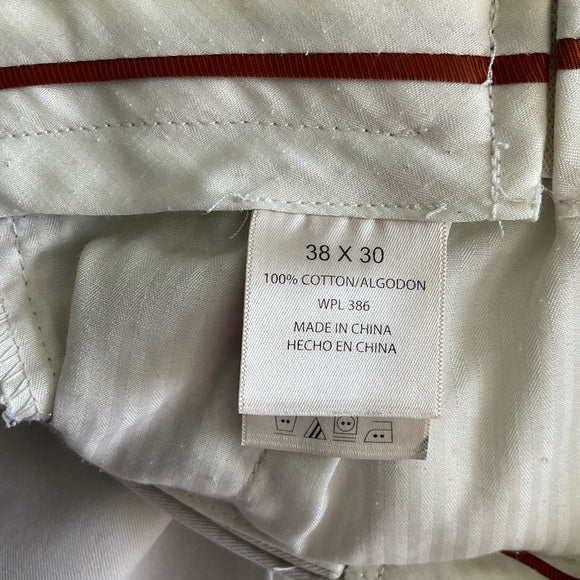 38 X 30
100% COTTON/ALGODON
WPL 386
MADE IN CHINA
HECHO EN CHINA